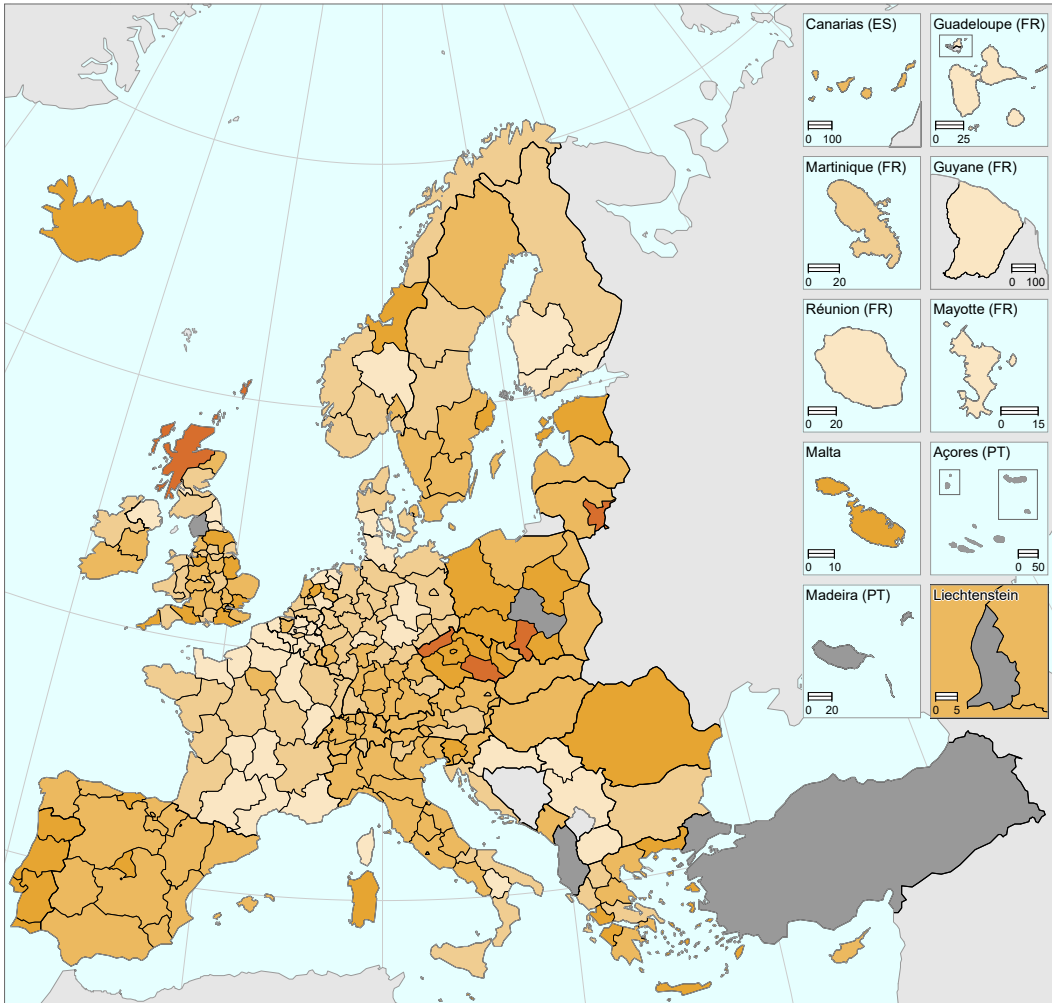 Canarias (ES)
0 100
Guadeloupe (FR)
0 25
Martinique (FR)
0 20
Guyane (FR)
0 100
Réunion (FR)
0 20
Mayotte (FR)
0 15
Malta
0 10
Açores (PT)
0 50
Madeira (PT)
0 20
Liechtenstein
0 5